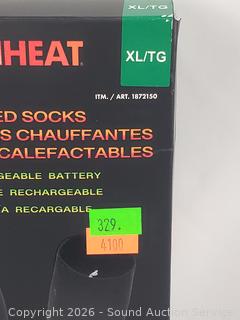 HEAT
XL/TG
XL/TG
ITM. / ART. 1872150
ED SOCKS
S CHAUFFANTES
CALEFACTABLES
GEABLE BATTERY
E RECHARGEABLE
A RECARGABLE
329.
4100
Copyright 2026 - Sound Auction Service